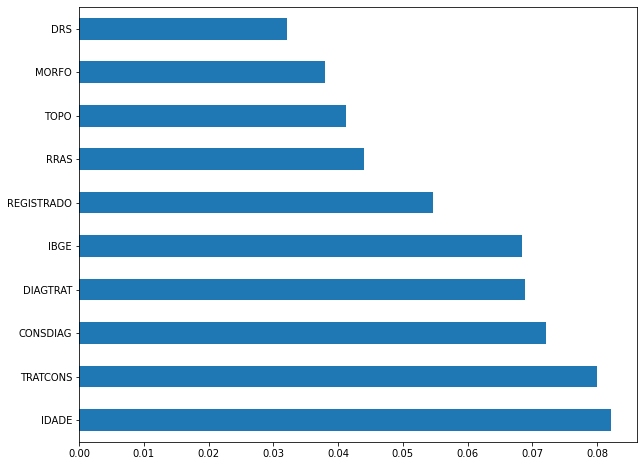 DRS
MORFO
TOPO
RRAS
REGISTRADO
IBGE
DIAGTRAT
CONSDIAG
TRATCONS
IDADE
0.00 0.01 0.02 0.03 0.04 0.05 0.06 0.07 0.08